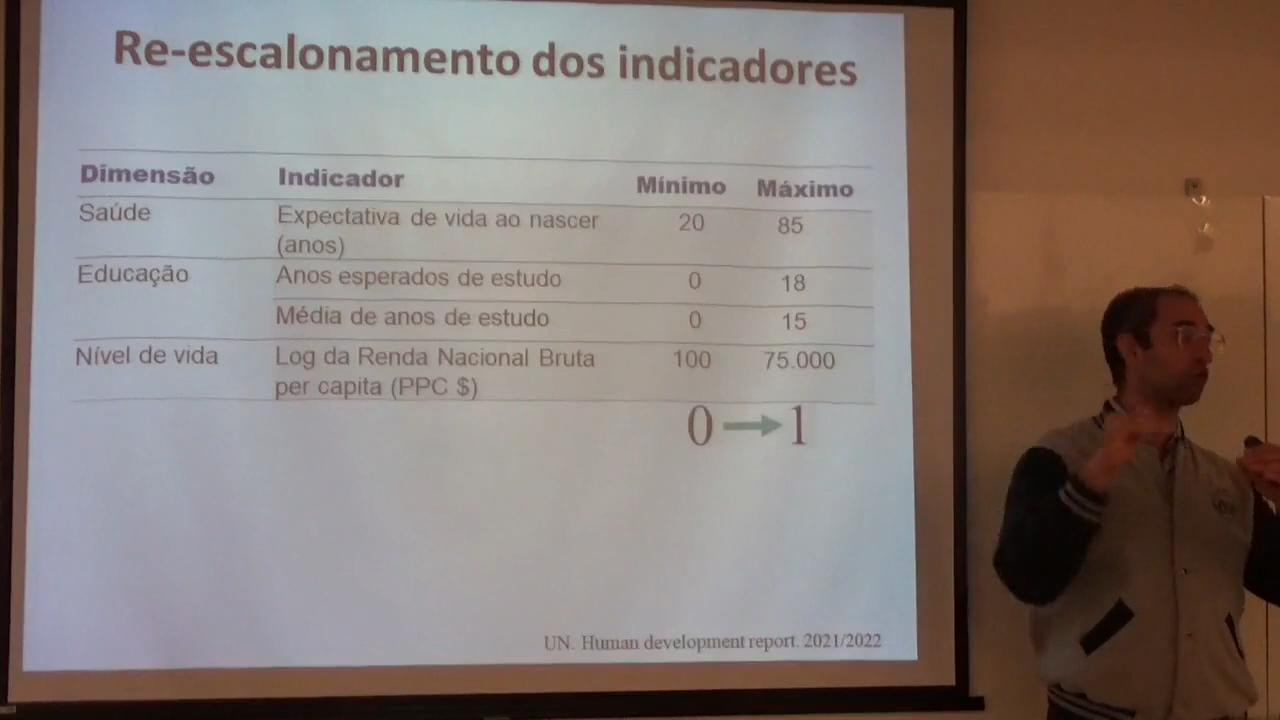 Re-escalonamento dos indicadores
Dimensão Indicador Mínimo Máximo
Saúde Expectativa de vida ao nascer 20 85
(anos)
Educação Anos esperados de estudo 0 18
Média de anos de estudo 0 15
Nível de vida Log da Renda Nacional Bruta 100 75.000
per capita (PPC $)
0 1
UN. Human development report. 2021/2022